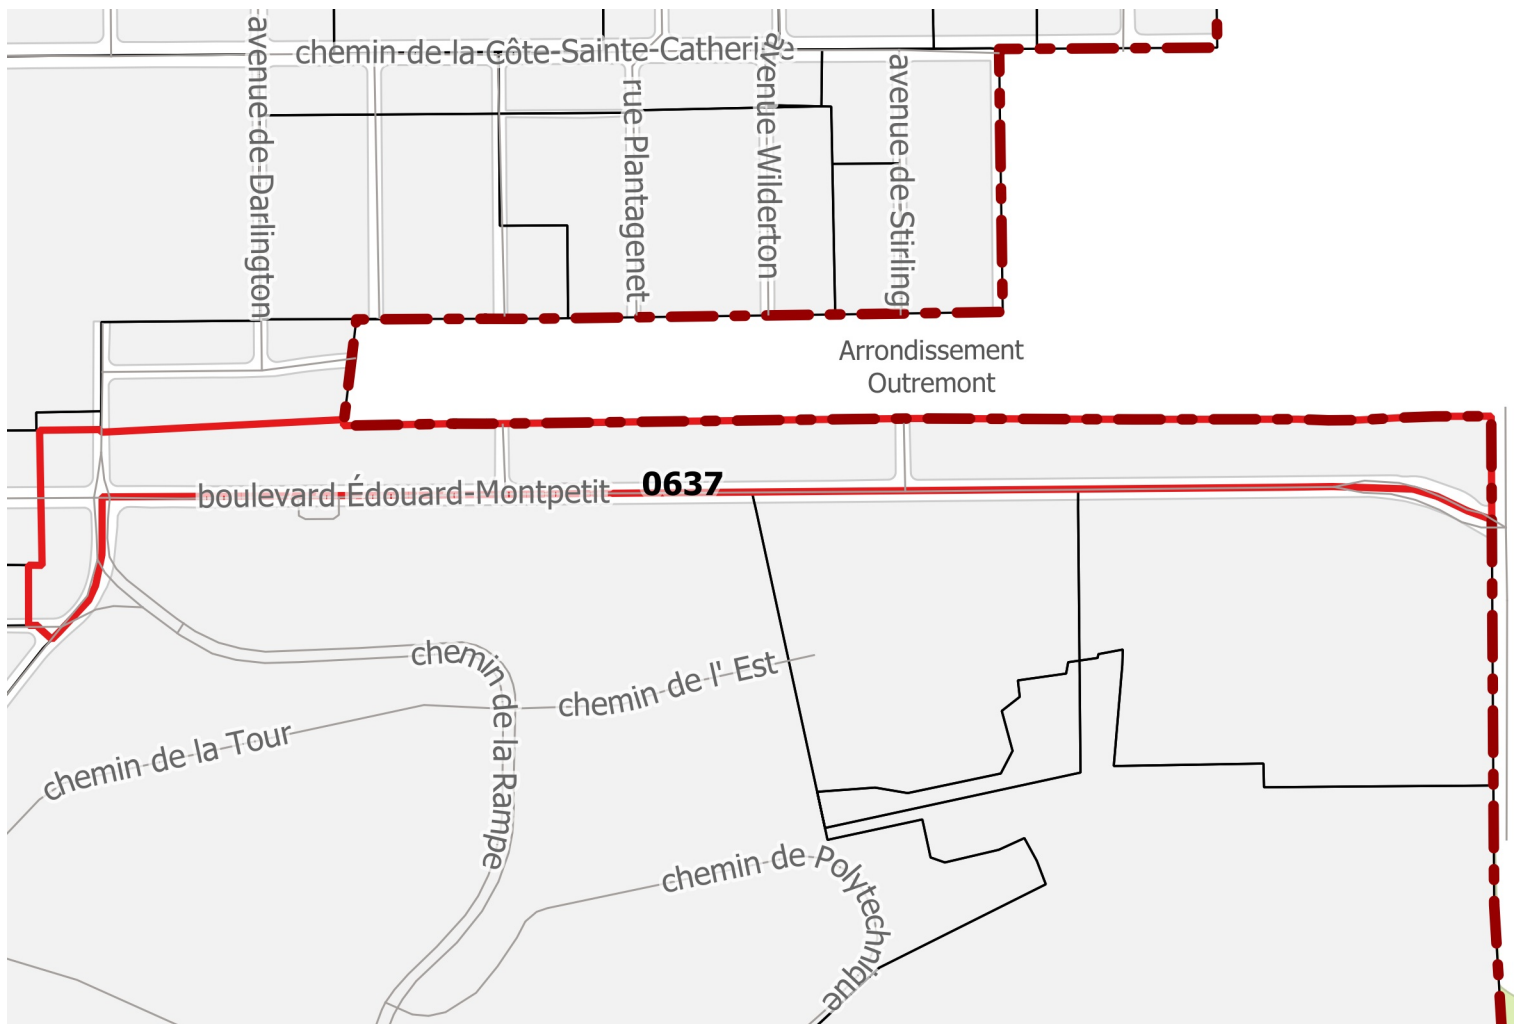 chemin de la Côte-Sainte-Catherine
avenue de Darlington
rue Plantagenet
avenue Wilderton
avenue de Stirling
Arrondissement
Outremont
boulevard Édouard-Montpetit
0637
chemin de la Rampe
chemin de l' Est
chemin de la Tour
chemin de Polytechnique